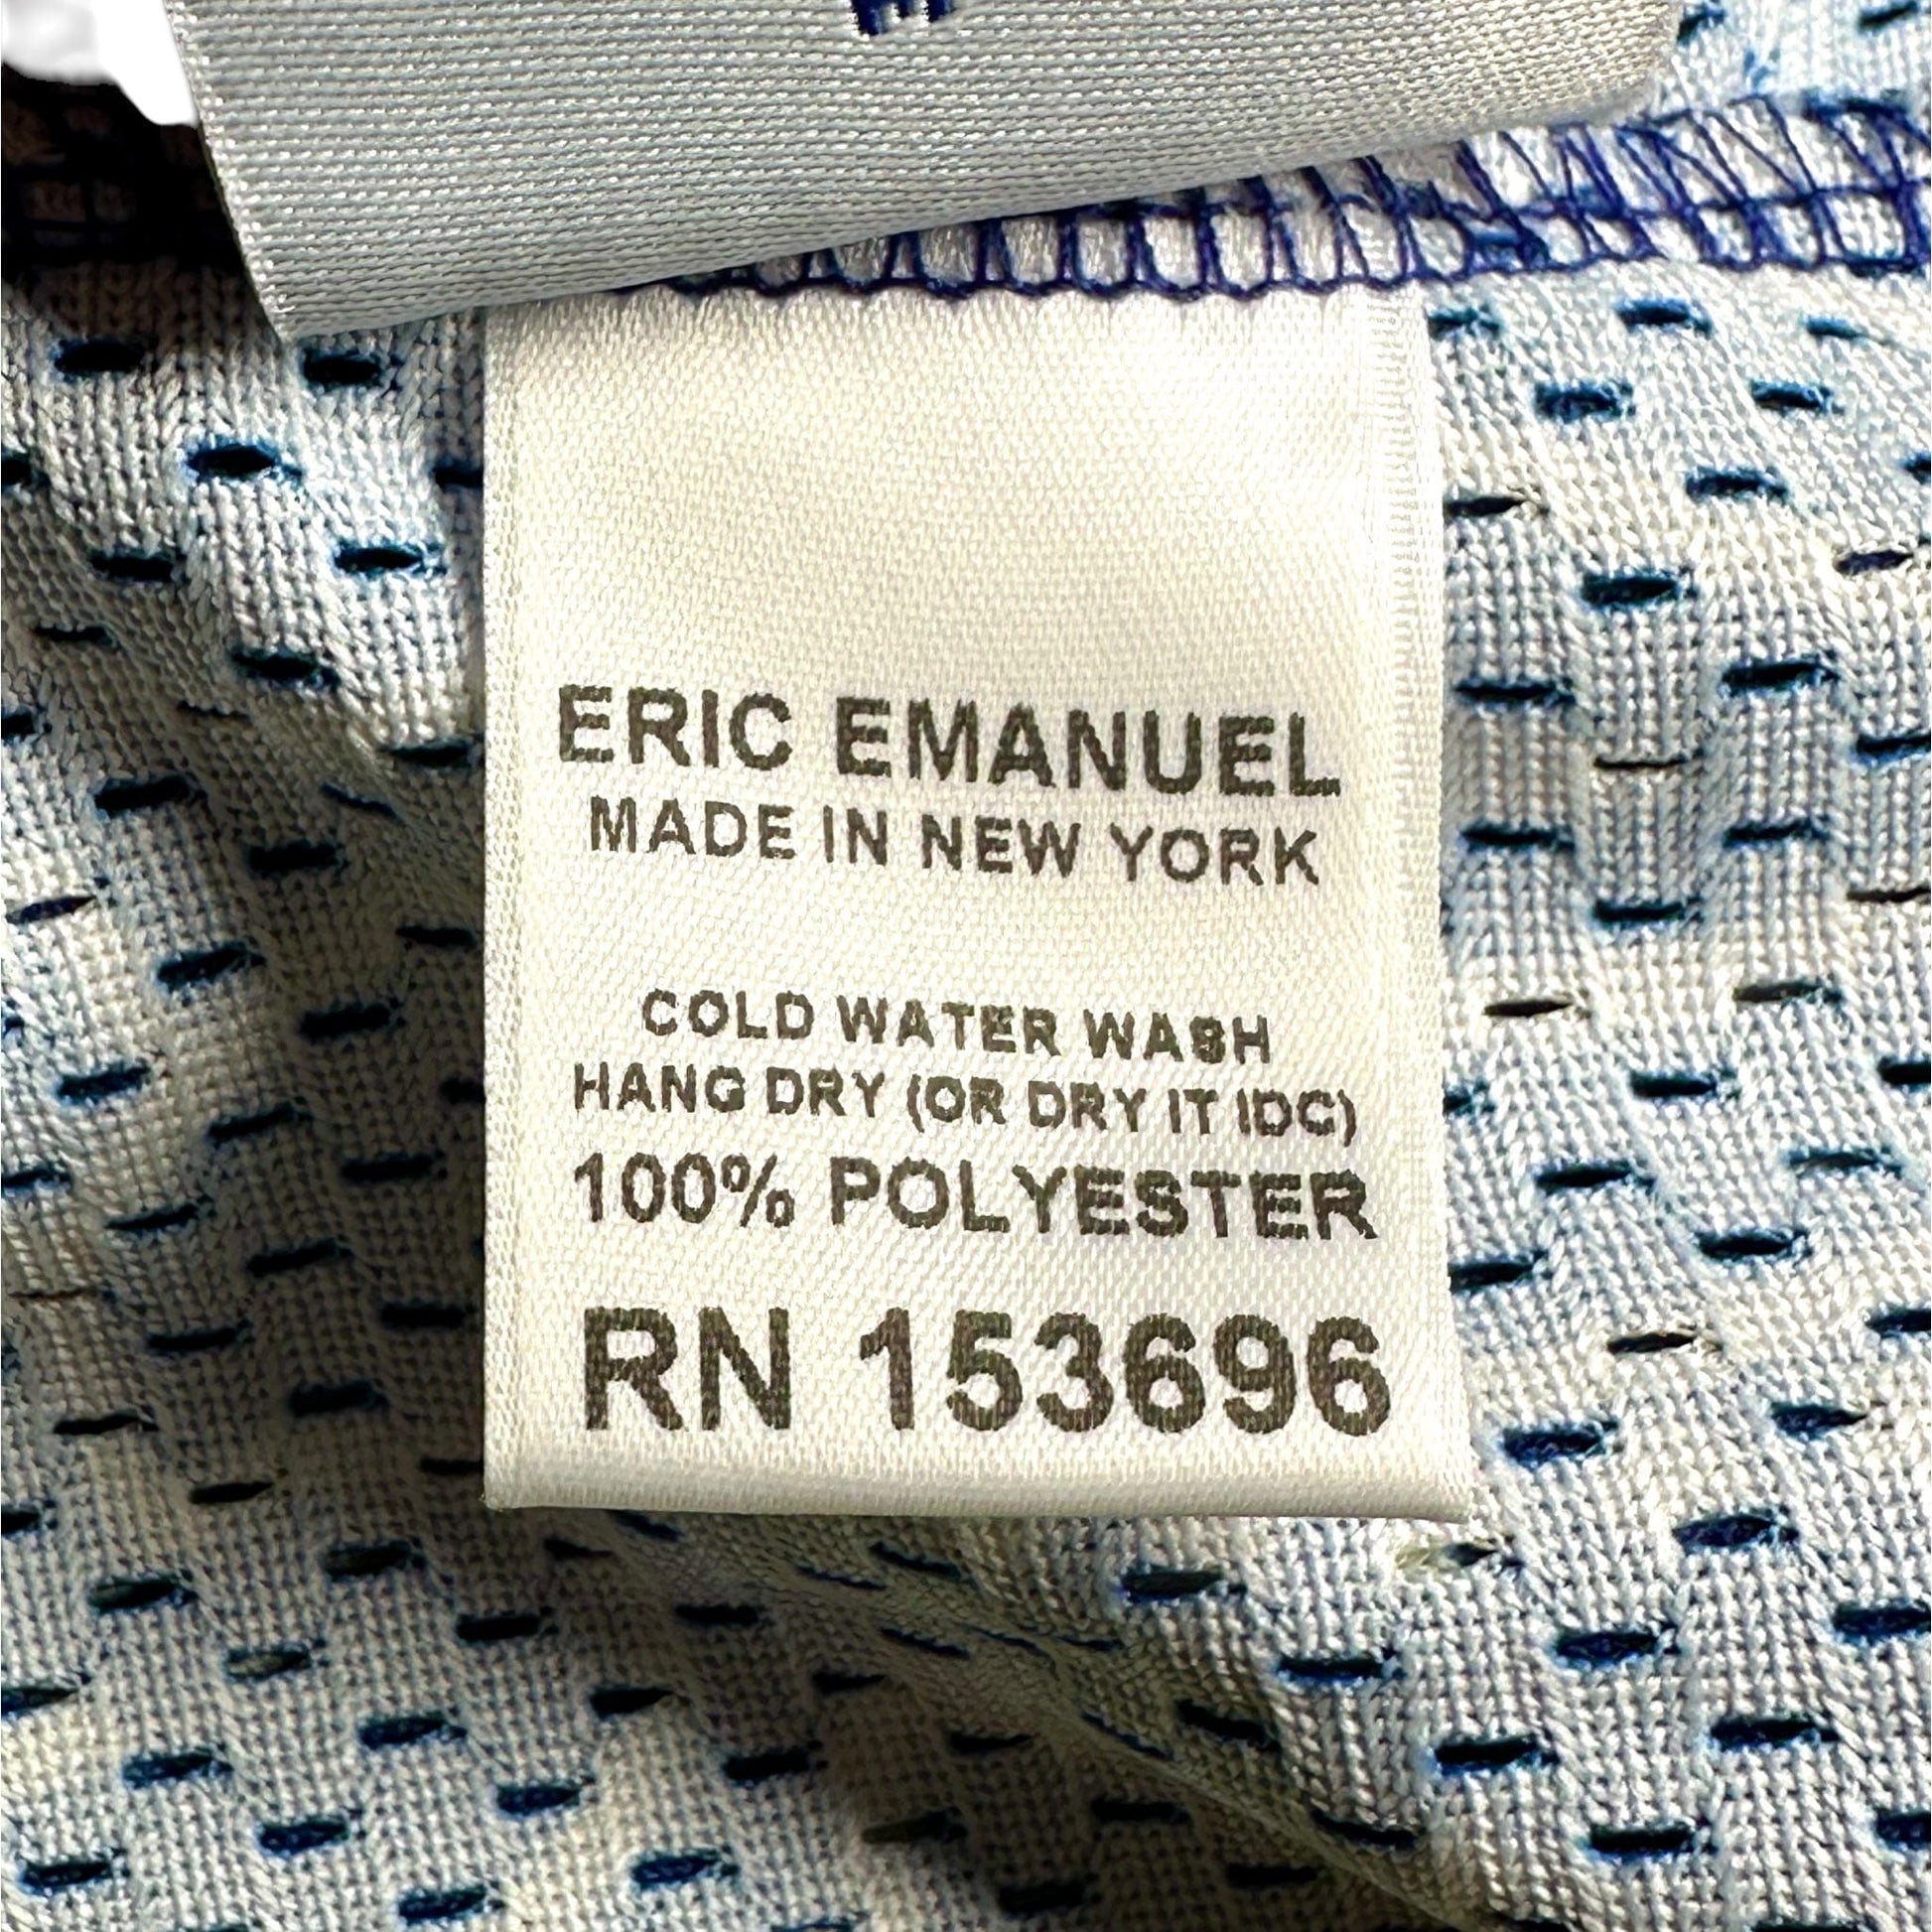 ERIC EMANUEL
MADE IN NEW YORK
COLD WATER WASH
HANG DRY (OR DRY IT IDC)
100% POLYESTER
RN 153696